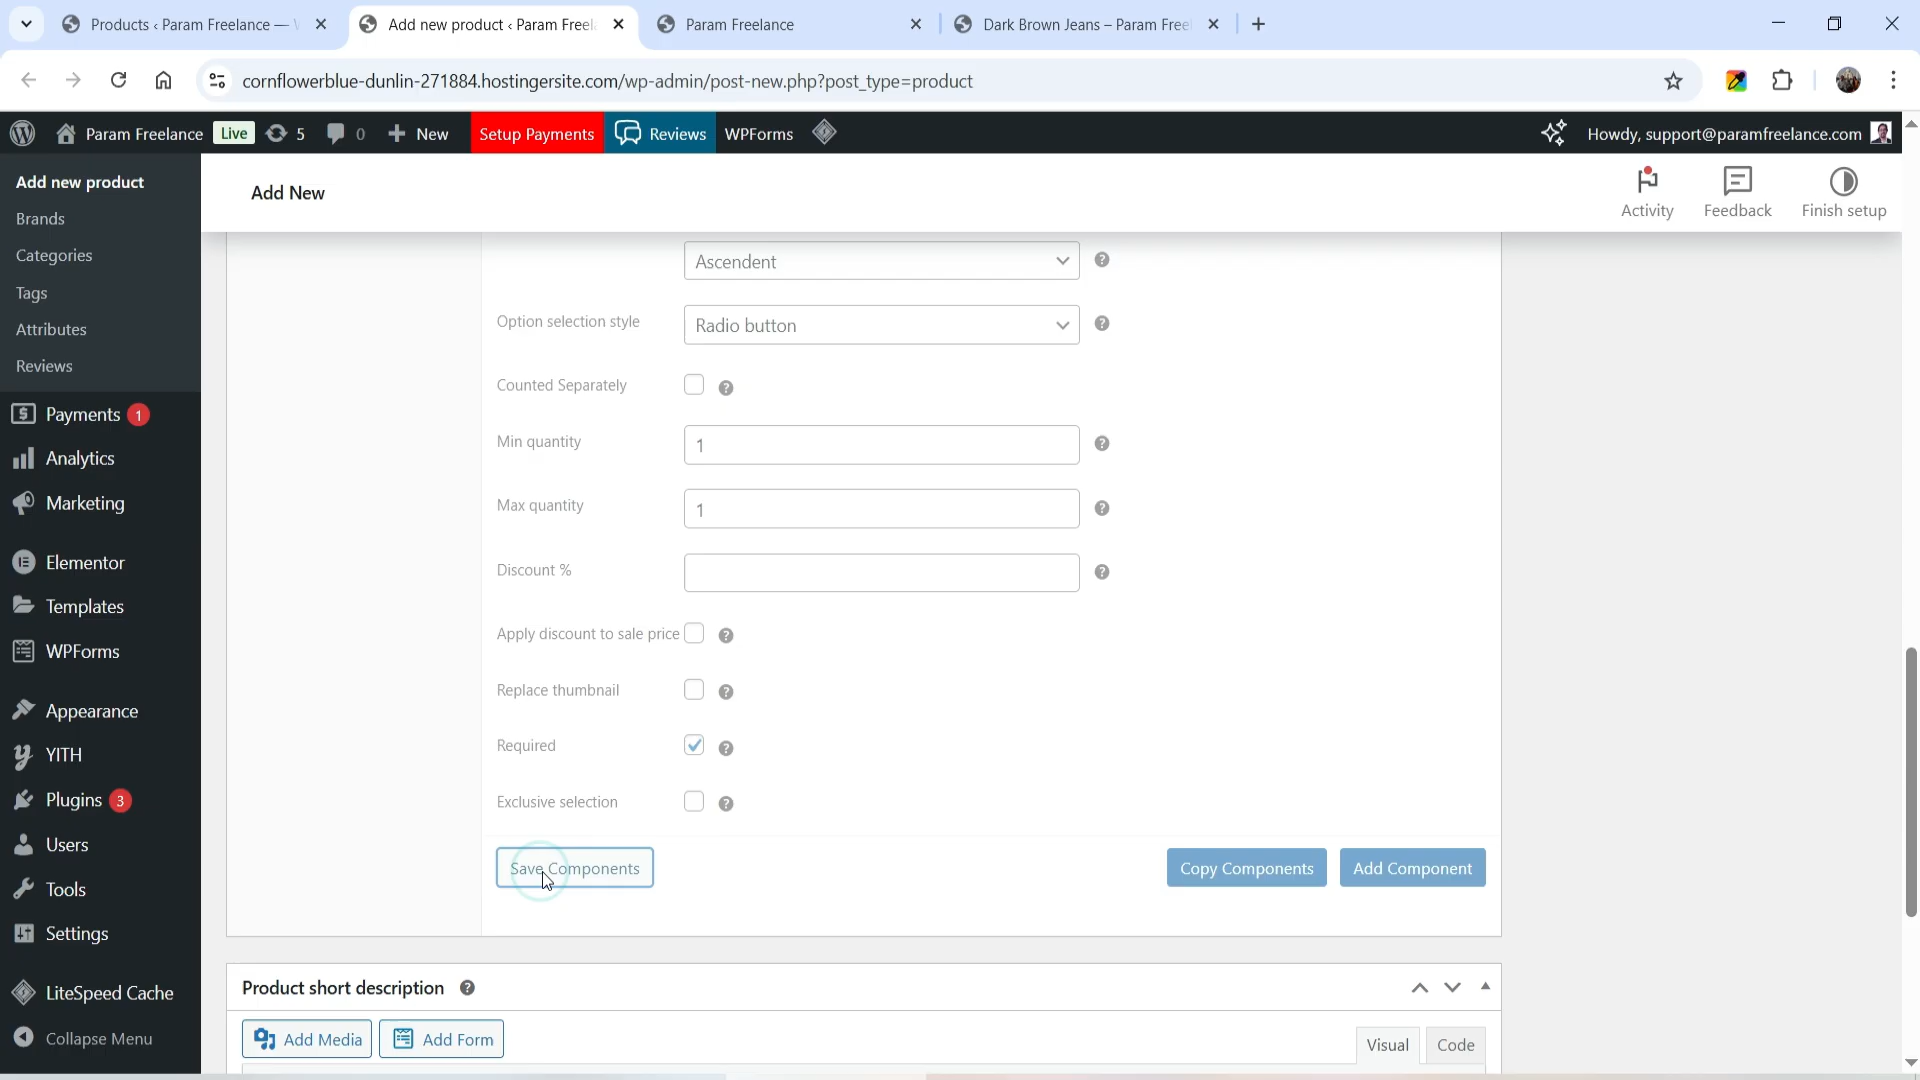 Products ‹ Param Freelance — W
Add new product ‹ Param Freel
Param Freelance
Dark Brown Jeans – Param Free
cornflowerblue-dunlin-271884.hostingersite.com/wp-admin/post-new.php?post_type=product
Param Freelance Live 5 0 New Setup Payments Reviews WPForms Howdy, support@paramfreelance.com
Add new product
Brands
Categories
Tags
Attributes
Reviews
Payments 1
Analytics
Marketing
Elementor
Templates
WPForms
Appearance
YITH
Plugins 3
Users
Tools
Settings
LiteSpeed Cache
Collapse Menu
Add New
Activity Feedback Finish setup
Ascendent
Option selection style Radio button
Counted Separately
Min quantity 1
Max quantity 1
Discount %
Apply discount to sale price
Replace thumbnail
Required
Exclusive selection
Save Components Copy Components Add Component
Product short description
Add Media Add Form Visual Code